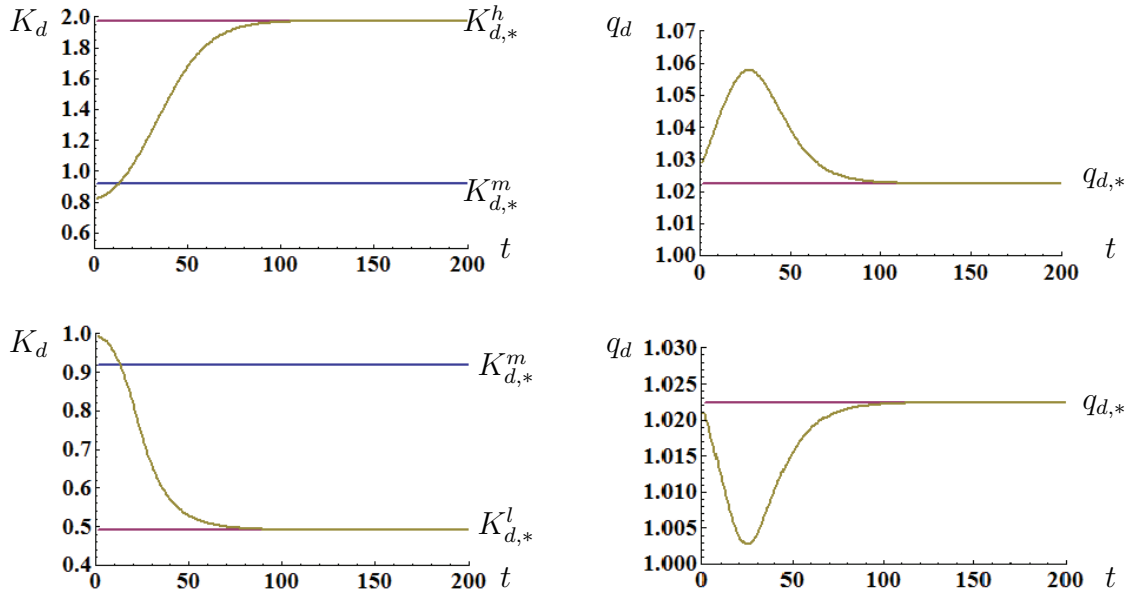 K_d 2.0 K^h_{d,*}
1.8
1.6
1.4
1.2
1.0 K^m_{d,*}
0.8
0.6
0 50 100 150 200 t
q_d 1.07
1.06
1.05
1.04
1.03
1.02 q_{d,*}
1.01
1.00
0 50 100 150 200 t
K_d 1.0
0.9 K^m_{d,*}
0.8
0.7
0.6
0.5 K^l_{d,*}
0.4
0 50 100 150 200 t
q_d 1.030
1.025
1.020 q_{d,*}
1.015
1.010
1.005
1.000
0 50 100 150 200 t